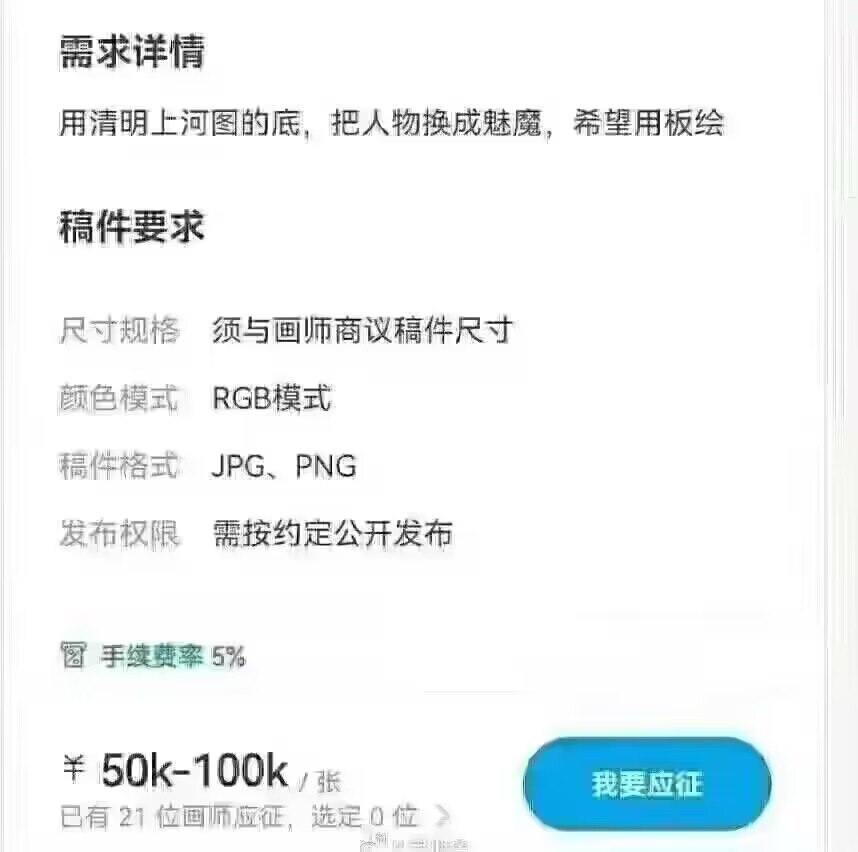 需求详情
用清明上河图的底，把人物换成魅魔，希望用板绘
稿件要求
尺寸规格 须与画师商议稿件尺寸
颜色模式 RGB模式
稿件格式 JPG、PNG
发布权限 需按约定公开发布
手续费率 5%
¥ 50k-100k / 张
我要应征
已有 21 位画师应征，选定 0 位 >